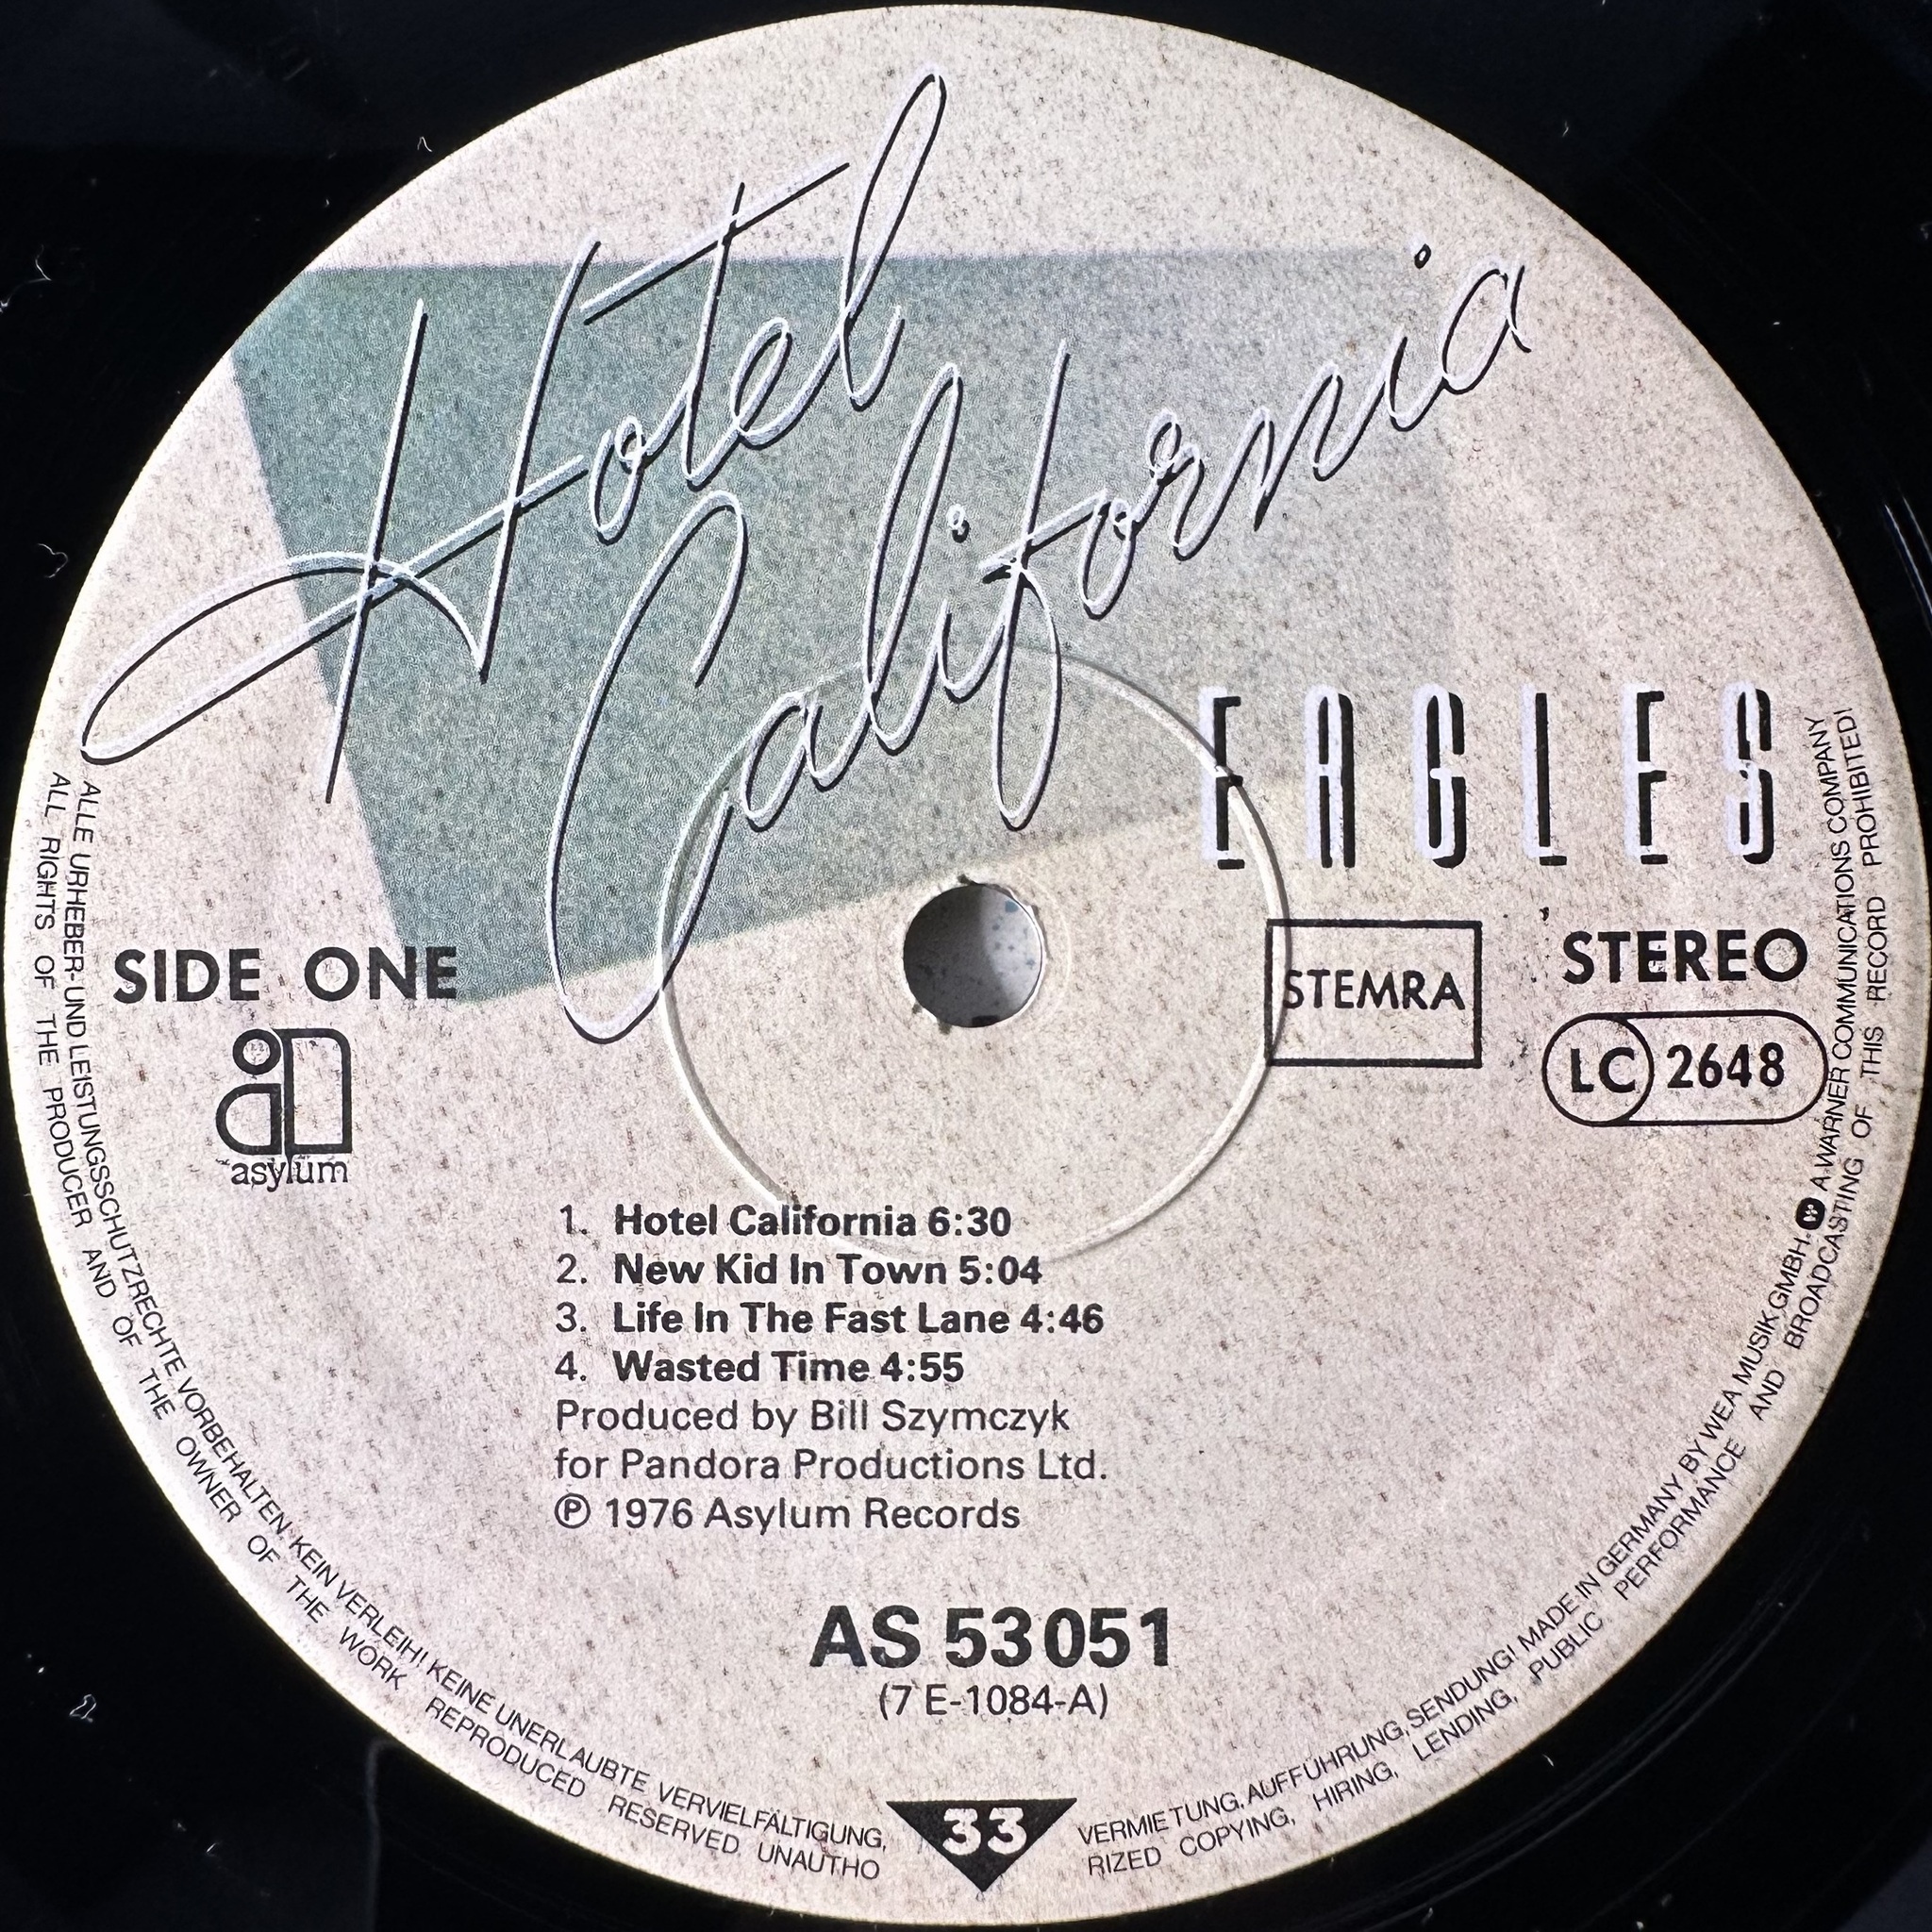 Hotel
California
EAGLES
SIDE ONE
STEMRA
STEREO
LC 2648
asylum
1. Hotel California 6:30
2. New Kid In Town 5:04
3. Life In The Fast Lane 4:46
4. Wasted Time 4:55
Produced by Bill Szymczyk
for Pandora Productions Ltd.
℗ 1976 Asylum Records
AS 53 051
(7 E-1084-A)
33
ALLE URHEBER- UND LEISTUNGSSCHUTZRECHTE VORBEHALTEN. KEIN VERLEIH! KEINE UNERLAUBTE VERVIELFÄLTIGUNG, VERMIETUNG, AUFFÜHRUNG, SENDUNG! MADE IN GERMANY BY WEA MUSIK GMBH. A WARNER COMMUNICATIONS COMPANY
ALL RIGHTS OF THE PRODUCER AND OF THE OWNER OF THE WORK REPRODUCED RESERVED UNAUTHORIZED COPYING, HIRING, LENDING, PUBLIC PERFORMANCE AND BROADCASTING OF THIS RECORD PROHIBITED!